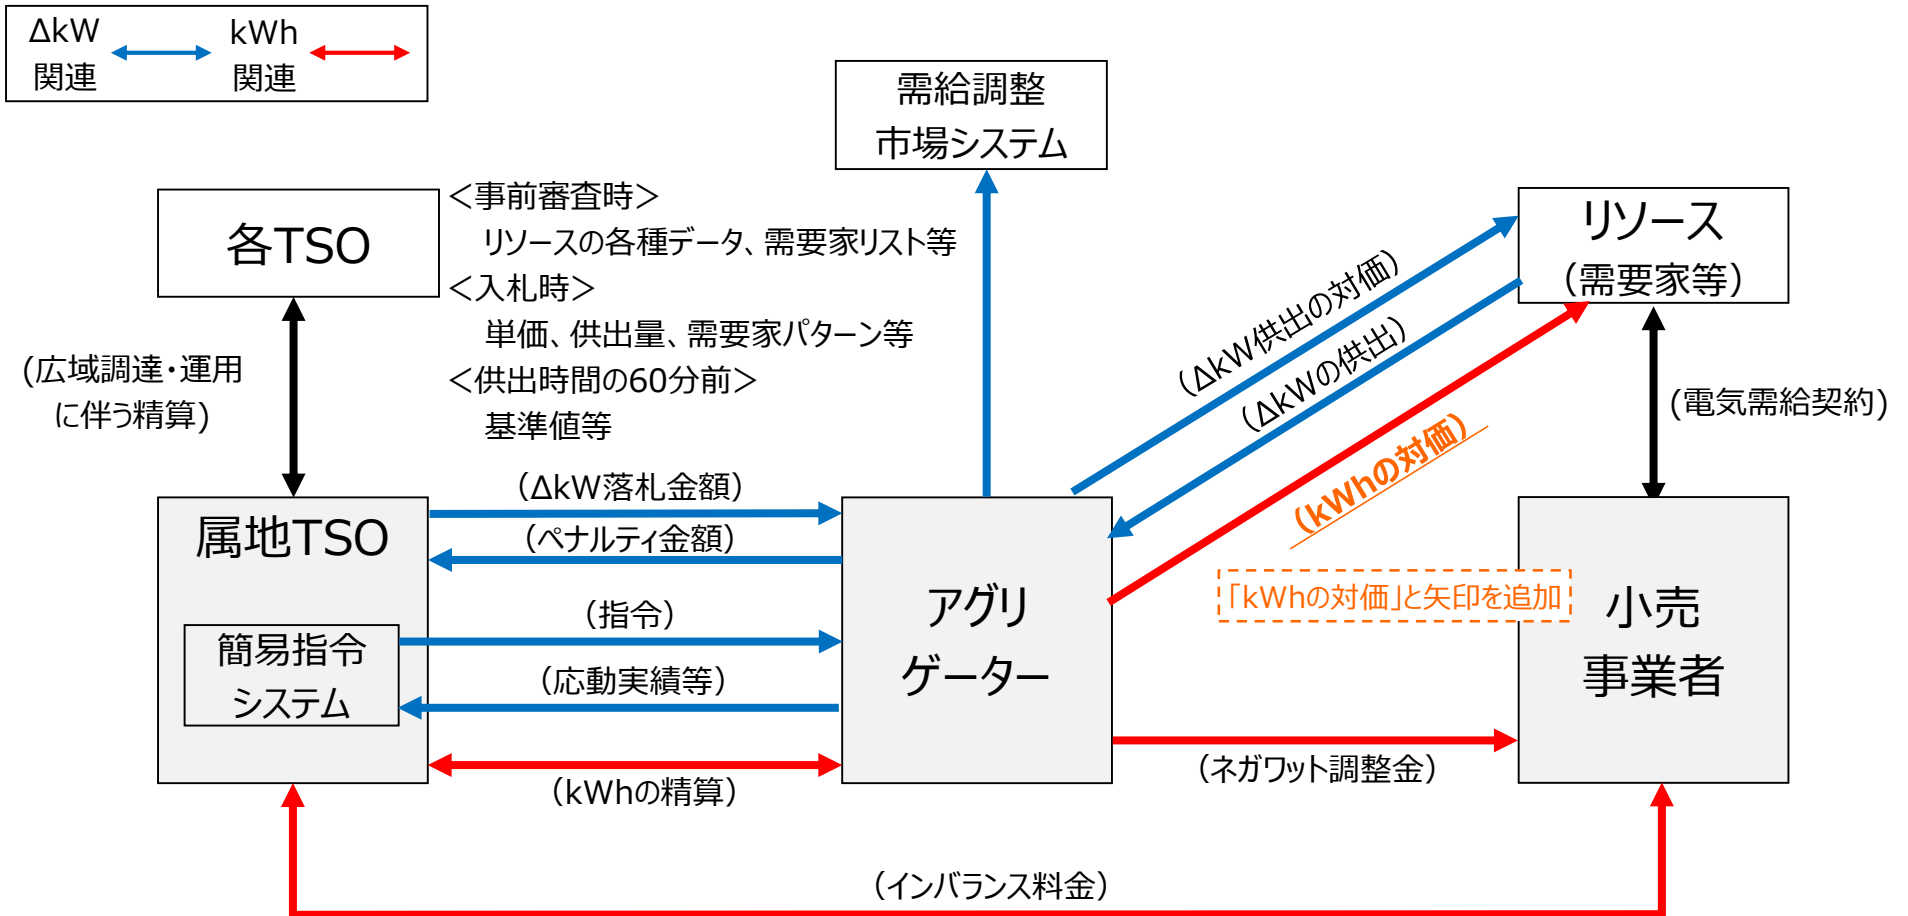 ΔkW
関連
kWh
関連
需給調整
市場システム
各TSO
＜事前審査時＞
リソースの各種データ、需要家リスト等
＜入札時＞
単価、供出量、需要家パターン等
＜供出時間の60分前＞
基準値等
リソース
（需要家等）
(広域調達・運用
に伴う精算)
（ΔkW供出の対価）
（ΔkWの供出）
（kWhの対価）
(電気需給契約)
「kWhの対価」と矢印を追加
属地TSO
簡易指令
システム
（ΔkW落札金額）
（ペナルティ金額）
（指令）
（応動実績等）
（kWhの精算）
アグリ
ゲーター
小売
事業者
（ネガワット調整金）
（インバランス料金）